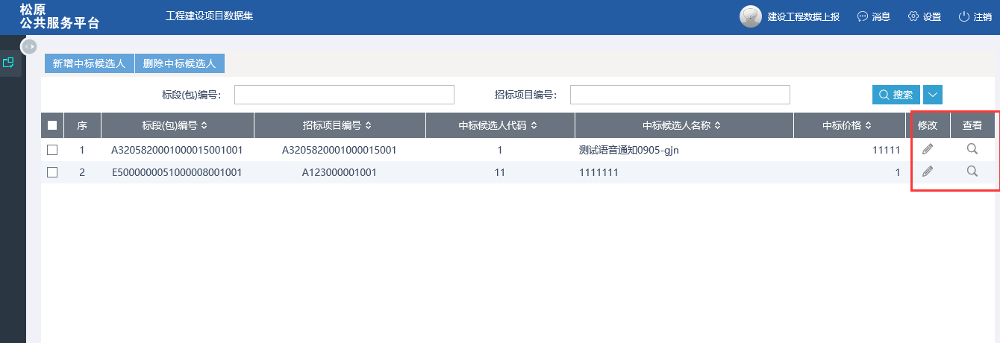 松原
公共服务平台
工程建设项目数据集
建设工程数据上报 消息 设置 注销
新增中标候选人 删除中标候选人
标段(包)编号： 招标项目编号： 搜索
序 标段(包)编号 招标项目编号 中标候选人代码 中标候选人名称 中标价格 修改 查看
1 A3205820001000015001001 A3205820001000015001 1 测试语音通知0905-gjn 11111
2 E5000000051000008001001 A123000001001 11 1111111 1